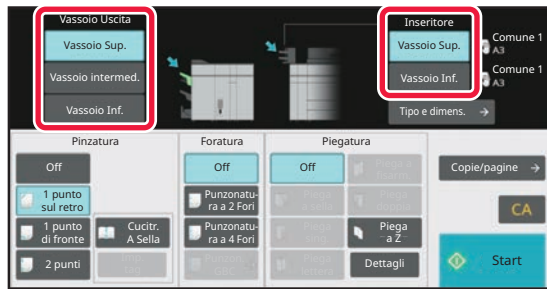 Vassoio Uscita
Vassoio Sup.
Vassoio intermed.
Vassoio Inf.
Inseritore
Vassoio Sup.
Vassoio Inf.
Comune 1
A3
Comune 1
A3
Tipo e dimens.
Pinzatura
Off
1 punto
sul retro
1 punto
di fronte
2 punti
Cucitr.
A Sella
Foratura
Off
Punzonatu-
ra a 2 Fori
Punzonatu-
ra a 4 Fori
Punzon.
GBC
Piegatura
Off
Piega
a Z
Dettagli
Copie/pagine
CA
Start